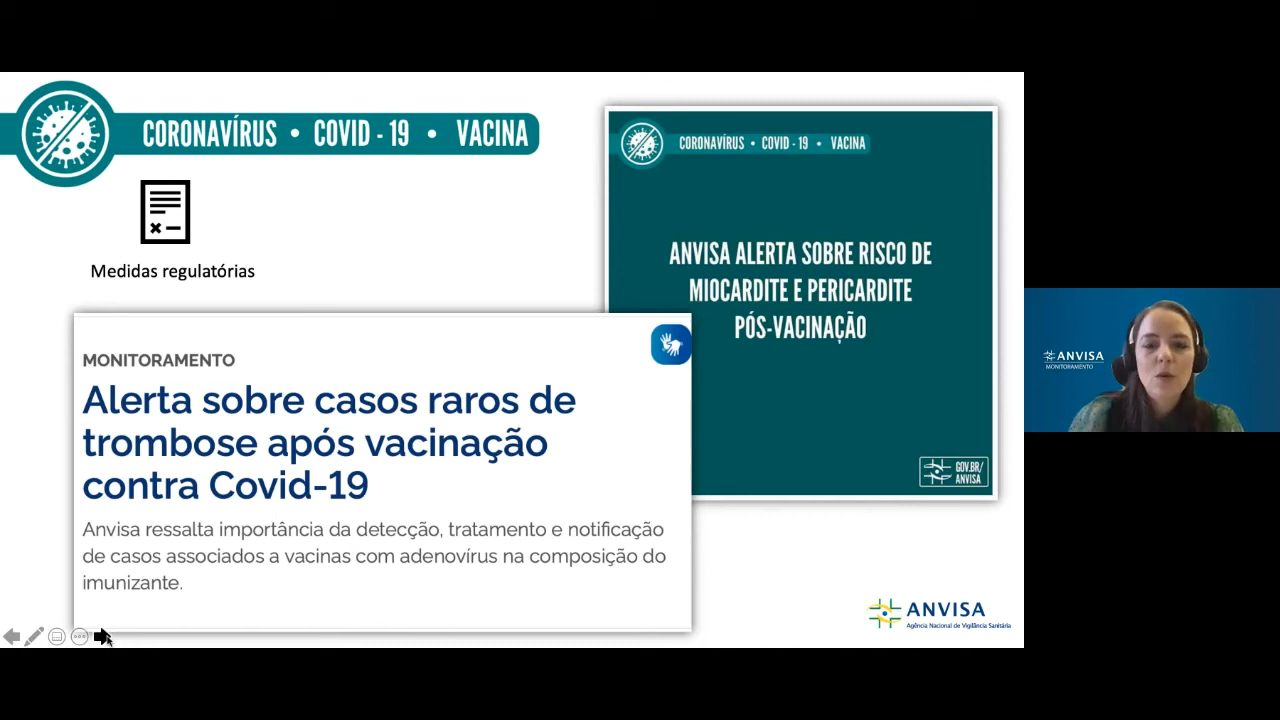 CORONAVÍRUS • COVID - 19 • VACINA
Medidas regulatórias
CORONAVÍRUS • COVID - 19 • VACINA
ANVISA ALERTA SOBRE RISCO DE
MIOCARDITE E PERICARDITE
PÓS-VACINAÇÃO
GOV.BR/
ANVISA
MONITORAMENTO
Alerta sobre casos raros de
trombose após vacinação
contra Covid-19
Anvisa ressalta importância da detecção, tratamento e notificação
de casos associados a vacinas com adenovírus na composição do
imunizante.
ANVISA
Agência Nacional de Vigilância Sanitária
ANVISA
MONITORAMENTO